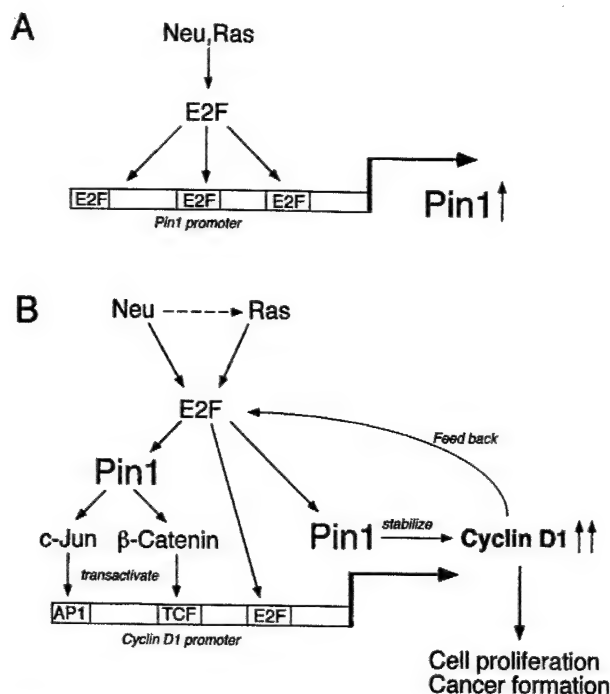 A
Neu,Ras
E2F
E2F E2F E2F
Pin1 promoter
Pin1
B
Neu Ras
E2F
Feed back
Pin1
Pin1 stabilize Cyclin D1
c-Jun β-Catenin
transactivate
AP1 TCF E2F
Cyclin D1 promoter
Cell proliferation
Cancer formation